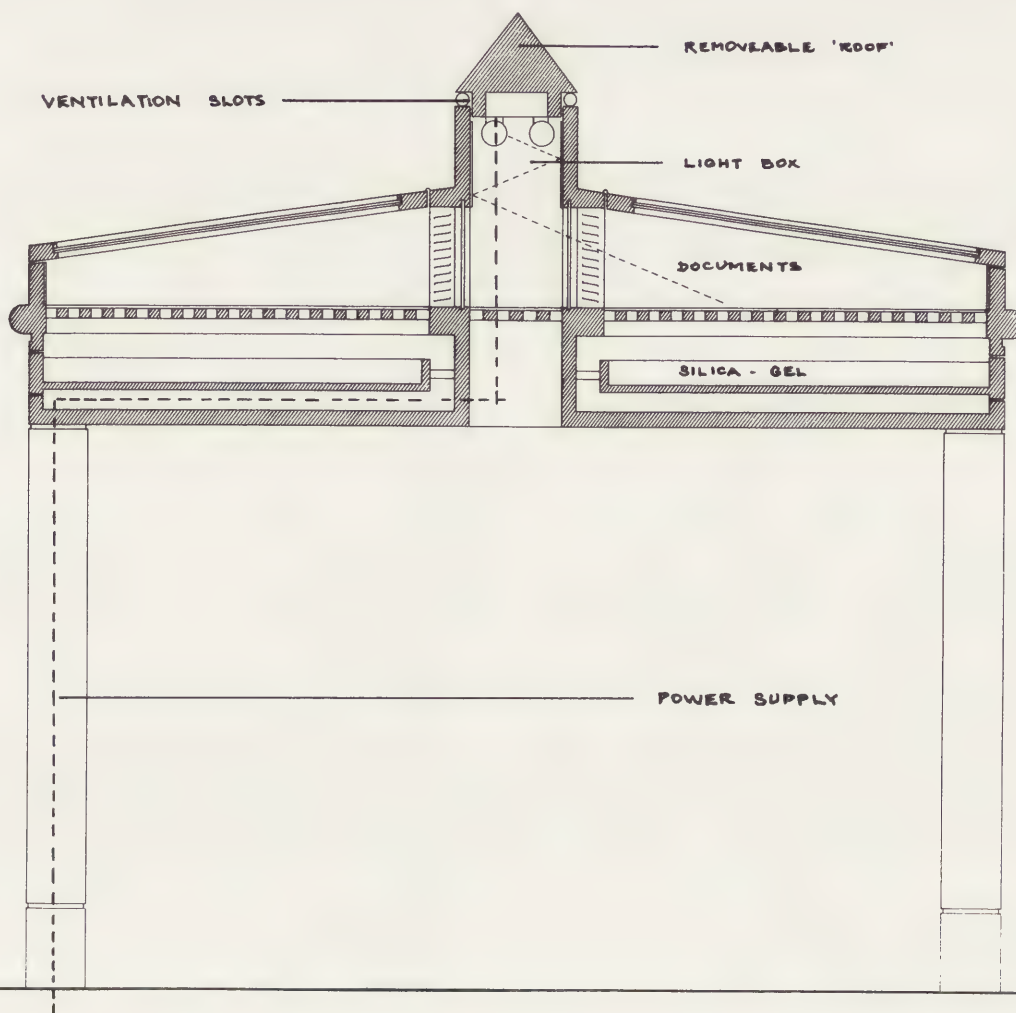 REMOVEABLE 'ROOF'
VENTILATION SLOTS
LIGHT BOX
DOCUMENTS
SILICA - GEL
POWER SUPPLY